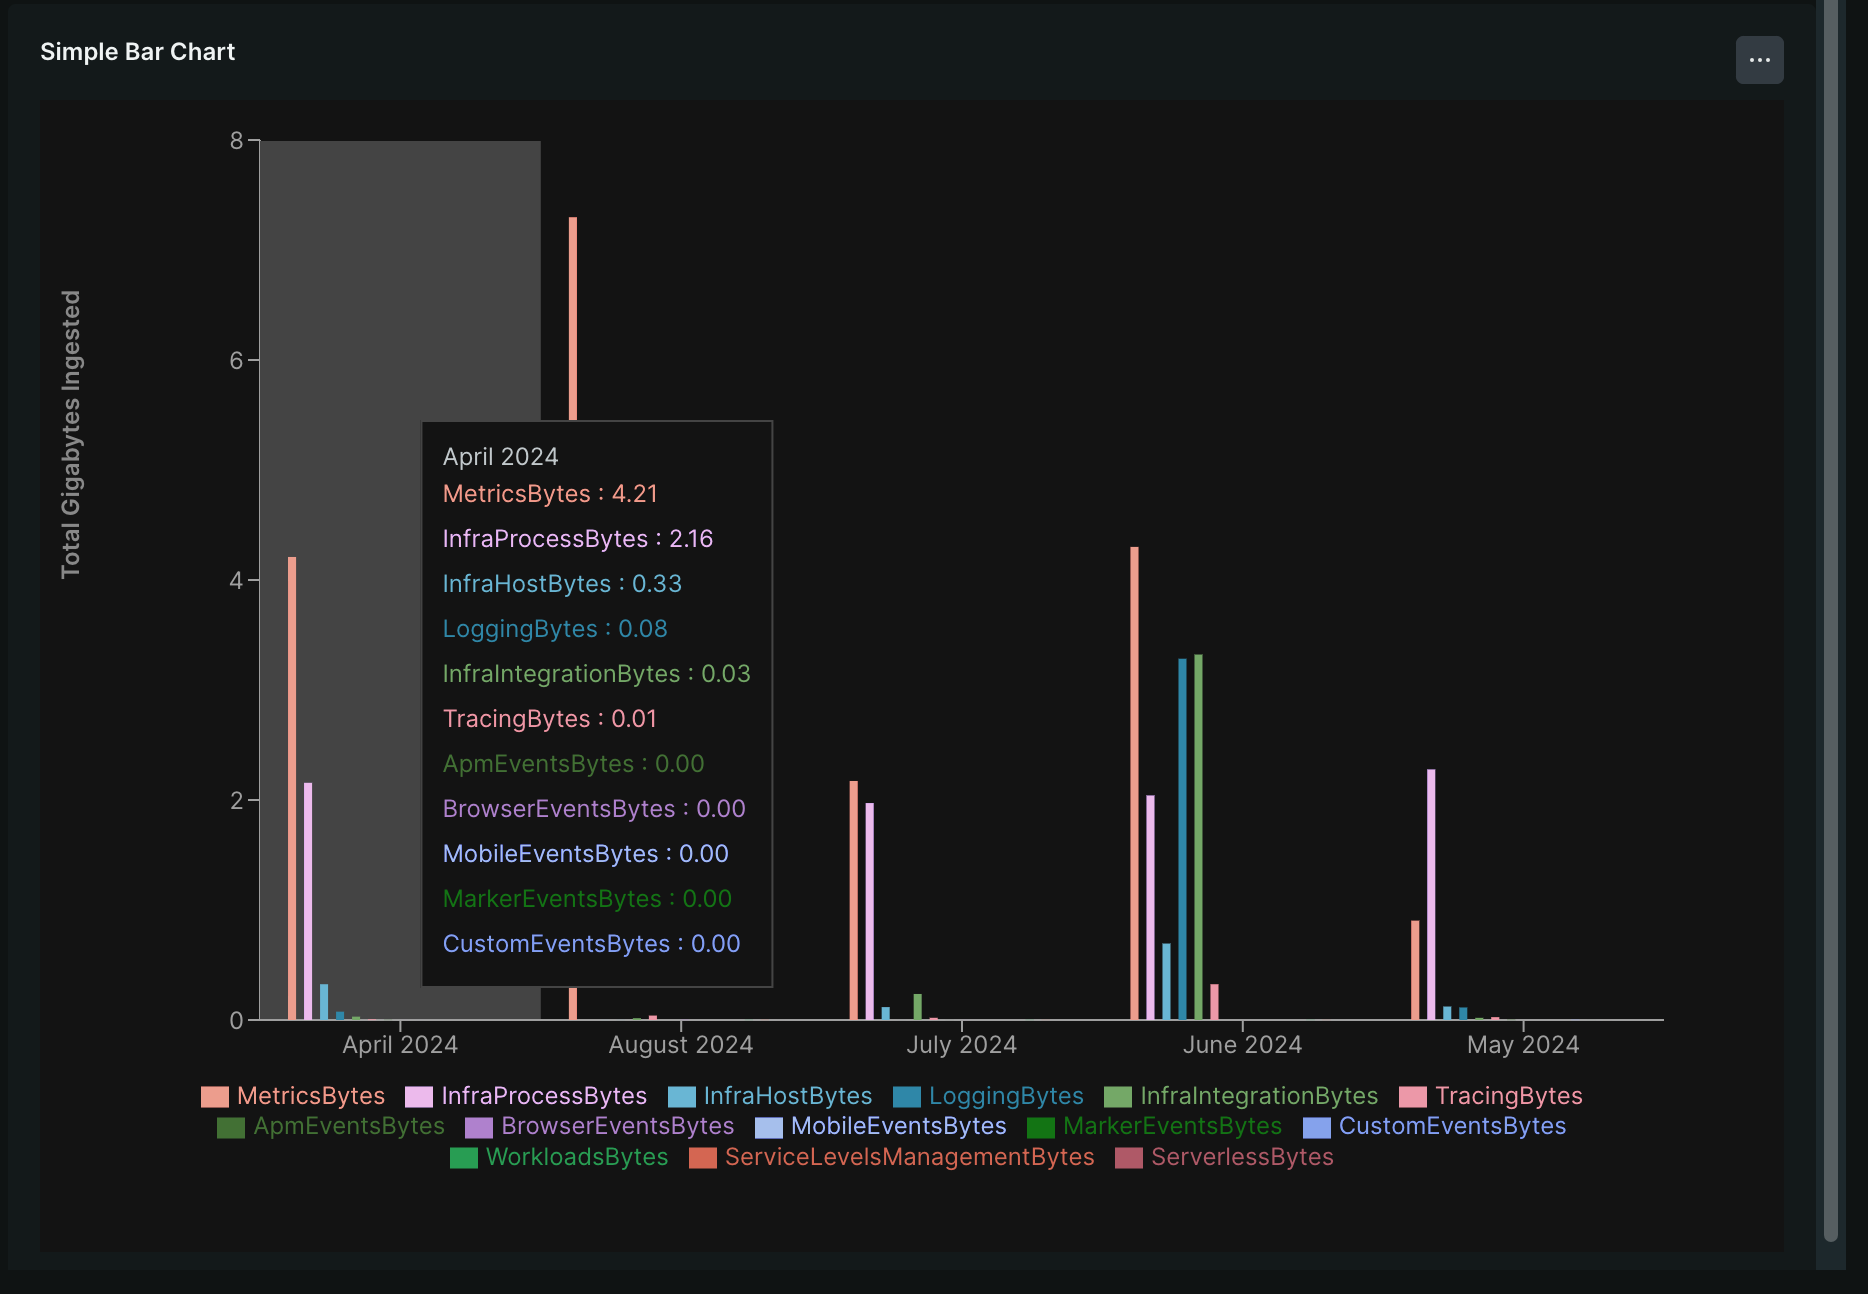 Simple Bar Chart
...
Total Gigabytes Ingested
8
6
4
2
0
April 2024
MetricsBytes : 4.21
InfraProcessBytes : 2.16
InfraHostBytes : 0.33
LoggingBytes : 0.08
InfraIntegrationBytes : 0.03
TracingBytes : 0.01
ApmEventsBytes : 0.00
BrowserEventsBytes : 0.00
MobileEventsBytes : 0.00
MarkerEventsBytes : 0.00
CustomEventsBytes : 0.00
April 2024 August 2024 July 2024 June 2024 May 2024
MetricsBytes InfraProcessBytes InfraHostBytes LoggingBytes InfraIntegrationBytes TracingBytes
ApmEventsBytes BrowserEventsBytes MobileEventsBytes MarkerEventsBytes CustomEventsBytes
WorkloadsBytes ServiceLevelsManagementBytes ServerlessBytes